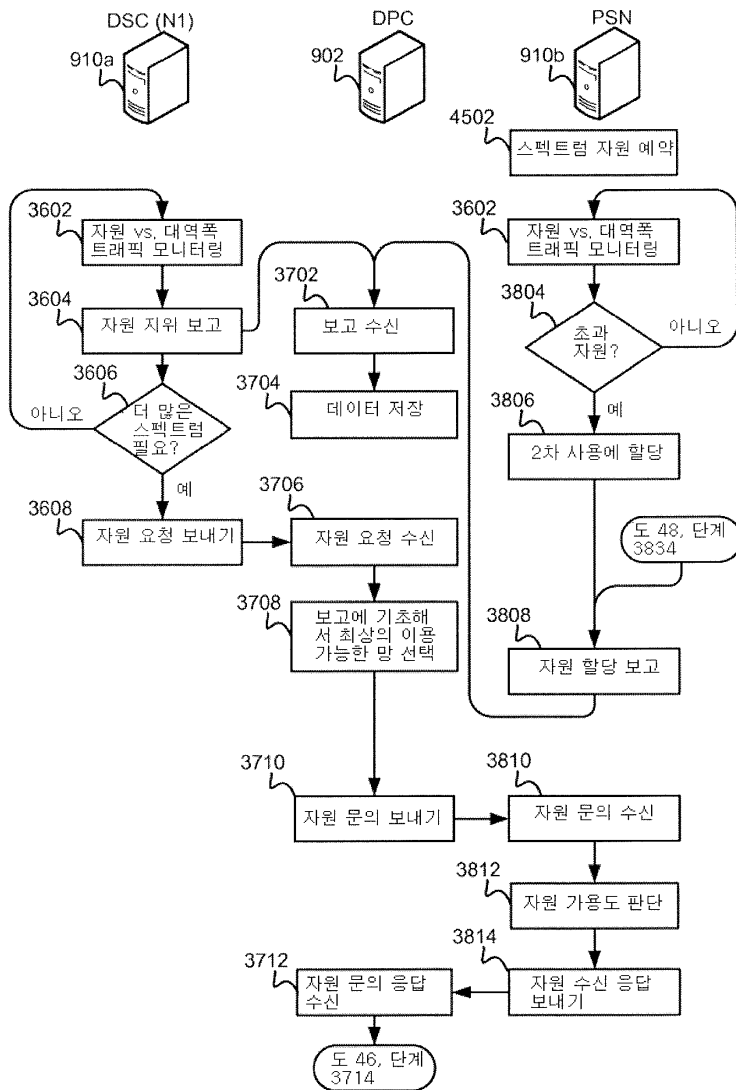 DSC (N1)
DPC
PSN
910a
902
910b
4502
스펙트럼 자원 예약
3602
자원 vs. 대역폭
트래픽 모니터링
3602
자원 vs. 대역폭
트래픽 모니터링
3604
자원 지위 보고
3702
보고 수신
3804
초과
자원?
아니오
3606
더 많은
스펙트럼
필요?
아니오
예
3704
데이터 저장
예
3806
2차 사용에 할당
3608
자원 요청 보내기
3706
자원 요청 수신
도 48, 단계
3834
3708
보고에 기초해
서 최상의 이용
가능한 망 선택
3808
자원 할당 보고
3710
자원 문의 보내기
3810
자원 문의 수신
3812
자원 가용도 판단
3814
자원 수신 응답
보내기
3712
자원 문의 응답
수신
도 46, 단계
3714